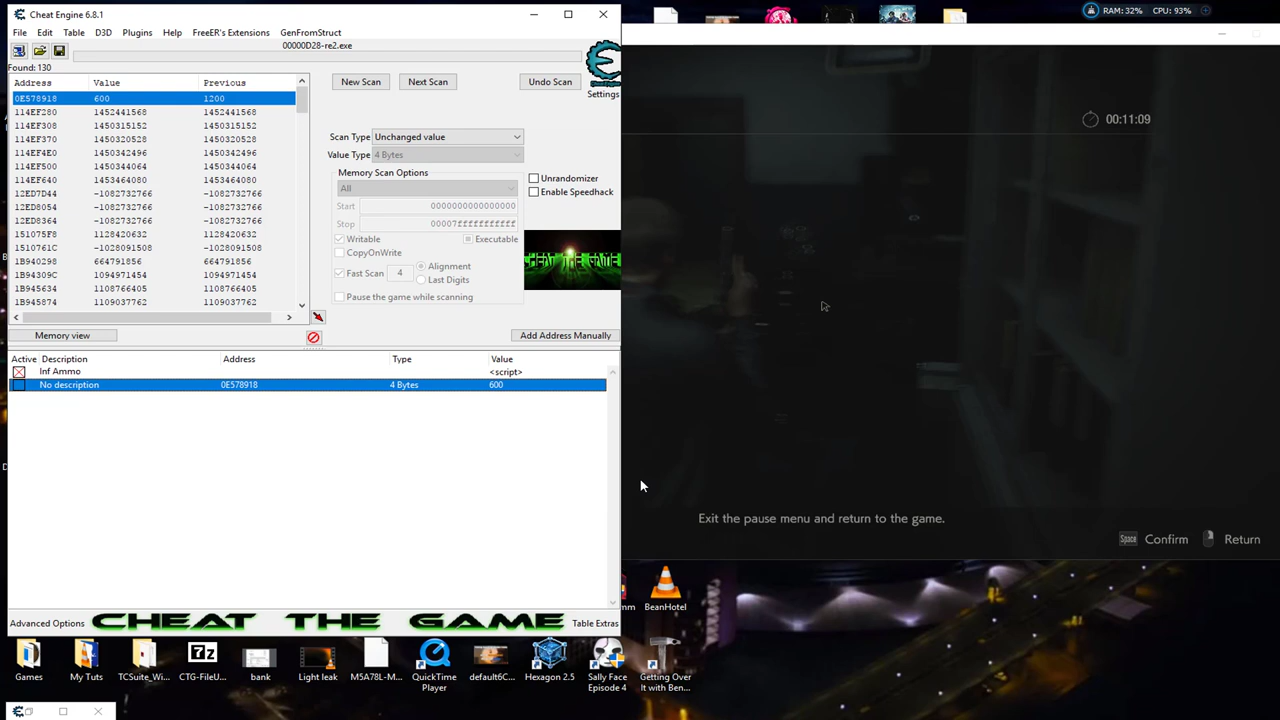 Cheat Engine 6.8.1
File Edit Table D3D Plugins Help FreeER's Extensions GenFromStruct
00000D28-re2.exe
Found: 130
Address Value Previous
0E578918 600 1200
114EF280 1452441568 1452441568
114EF308 1450315152 1450315152
114EF370 1450320528 1450320528
114EF4E0 1450342496 1450342496
114EF500 1450344064 1450344064
114EF640 1453464080 1453464080
12ED7D44 -1082732766 -1082732766
12ED8054 -1082732766 -1082732766
12ED8364 -1082732766 -1082732766
151075F8 1128420632 1128420632
1510761C -1028091508 -1028091508
1B940298 664791856 664791856
1B94309C 1094971454 1094971454
1B945634 1108766405 1108766405
1B945874 1109037762 1109037762
New Scan Next Scan Undo Scan
Settings
Scan Type Unchanged value
Value Type 4 Bytes
Memory Scan Options
All
Start 0000000000000000
Stop 00007fffffffffff
Writable Executable
CopyOnWrite
Fast Scan 4 Alignment
Last Digits
Pause the game while scanning
Unrandomizer
Enable Speedhack
CHEAT THE GAME
Memory view Add Address Manually
Active Description Address Type Value
Inf Ammo <script>
No description 0E578918 4 Bytes 600
Advanced Options CHEAT THE GAME Table Extras
RAM: 32% CPU: 93%
00:11:09
Exit the pause menu and return to the game.
Space Confirm Return
mm BeanHotel
Games My Tuts TCSuite_Wi... CTG-FileU... bank Light leak M5A78L-M... QuickTime Player default6C... Hexagon 2.5 Sally Face Episode 4 Getting Over It with Ben...